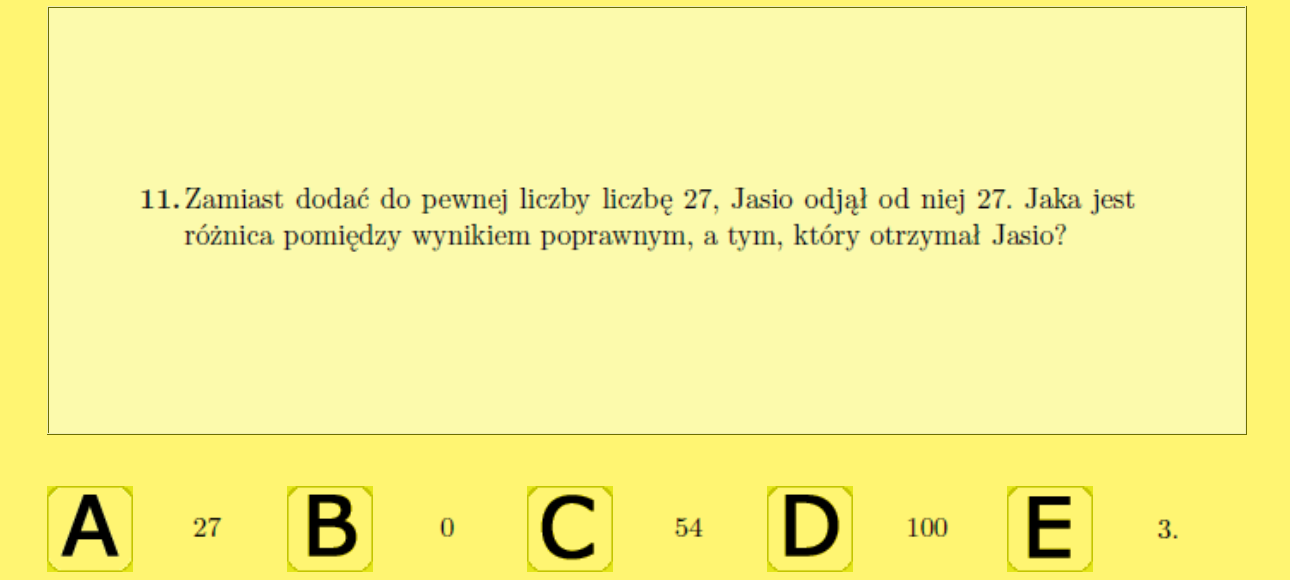 11. Zamiast dodać do pewnej liczby liczbę 27, Jasio odjął od niej 27. Jaka jest
różnica pomiędzy wynikiem poprawnym, a tym, który otrzymał Jasio?
A 27 B 0 C 54 D 100 E 3.